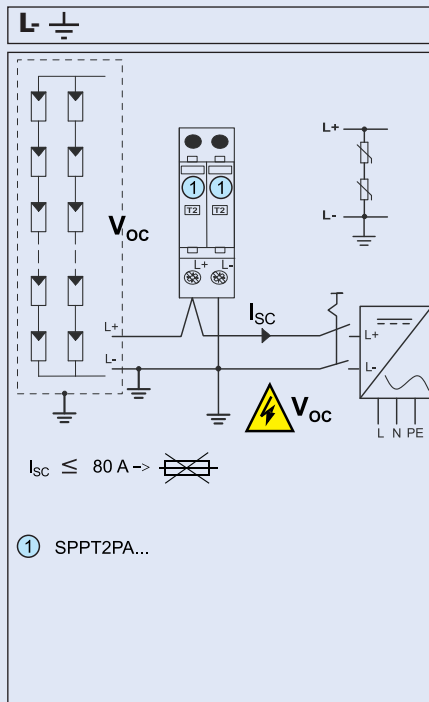 L-
L+
L-
1 1
T2 T2
VOC
L+ L-
ISC
L+
L-
L+
L-
VOC
L N PE
ISC ≤ 80 A ->
1 SPPT2PA...